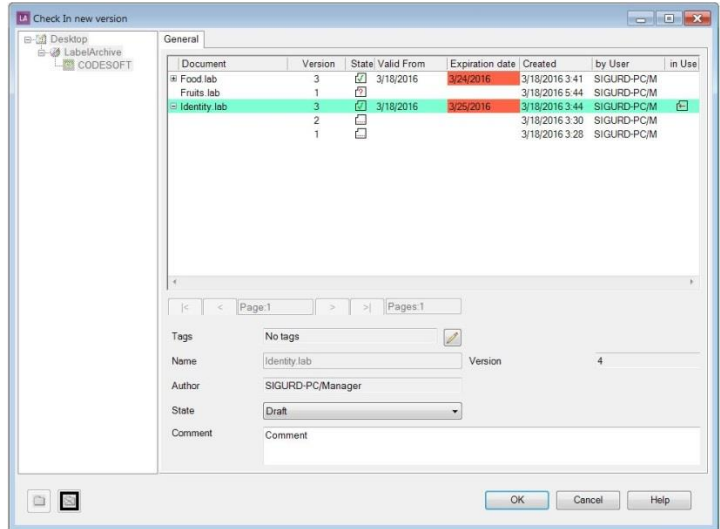 LA Check In new version
Desktop
LabelArchive
CODESOFT
General
Document Version State Valid From Expiration date Created by User in Use
Food.lab 3 3/18/2016 3/24/2016 3/18/2016 3:41 SIGURD-PC/M
Fruits.lab 1 3/18/2016 5:44 SIGURD-PC/M
Identity.lab 3 3/18/2016 3/25/2016 3/18/2016 3:44 SIGURD-PC/M
2 3/18/2016 3:30 SIGURD-PC/M
1 3/18/2016 3:28 SIGURD-PC/M
|< < Page:1 > >| Pages:1
Tags No tags
Name Identity.lab Version 4
Author SIGURD-PC/Manager
State Draft
Comment Comment
OK Cancel Help